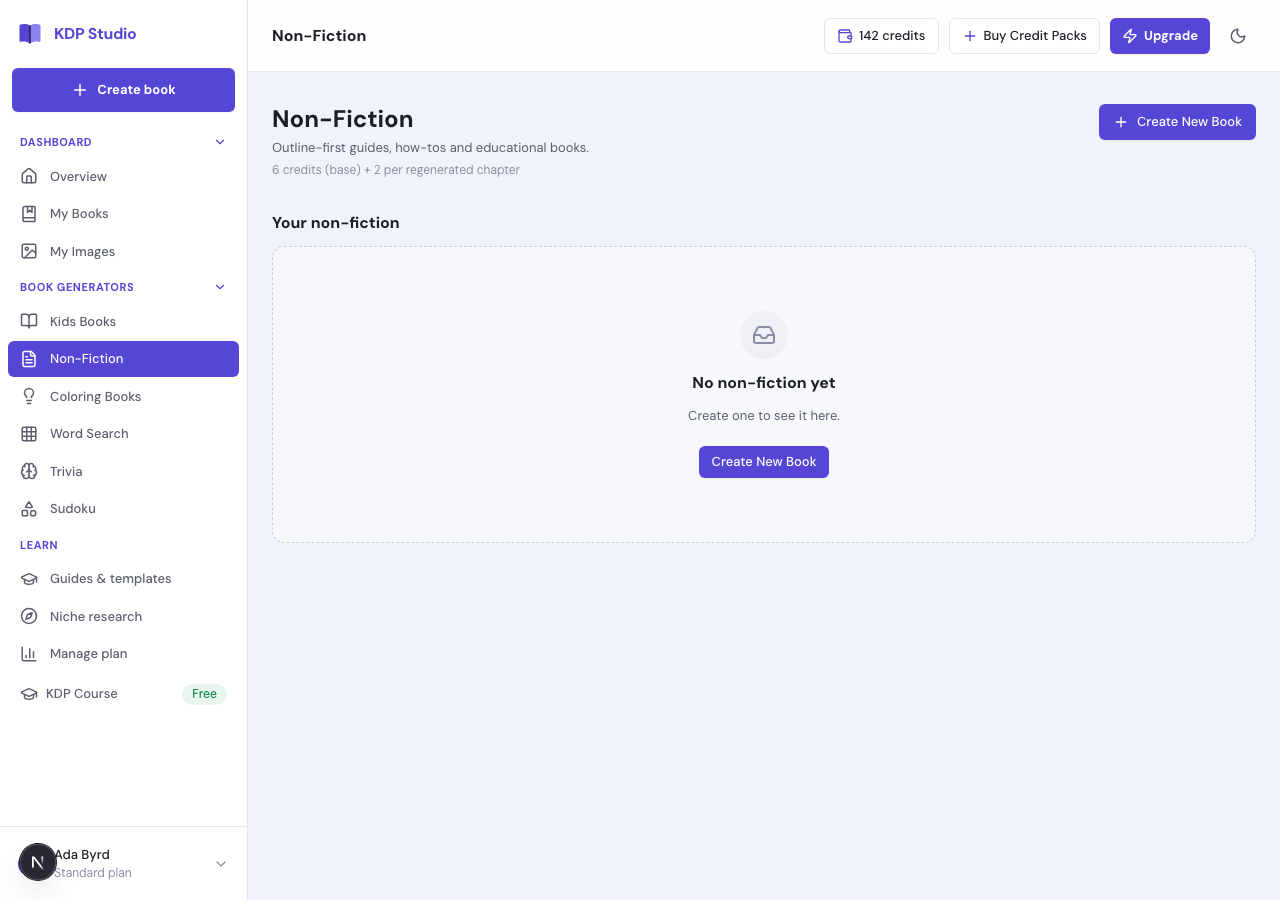 KDP Studio
Create book
DASHBOARD
Overview
My Books
My Images
BOOK GENERATORS
Kids Books
Non-Fiction
Coloring Books
Word Search
Trivia
Sudoku
LEARN
Guides & templates
Niche research
Manage plan
KDP Course
Free
N
Ada Byrd
Standard plan
Non-Fiction
142 credits
Buy Credit Packs
Upgrade
Non-Fiction
Outline-first guides, how-tos and educational books.
6 credits (base) + 2 per regenerated chapter
Create New Book
Your non-fiction
No non-fiction yet
Create one to see it here.
Create New Book